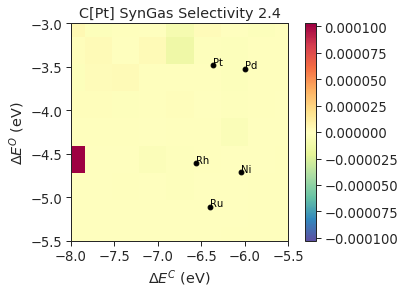 C[Pt] SynGas Selectivity 2.4
−3.0
−3.5
−4.0
−4.5
−5.0
−5.5
ΔE^O (eV)
Pt
Pd
Rh
Ni
Ru
−8.0 −7.5 −7.0 −6.5 −6.0 −5.5
ΔE^C (eV)
0.000100
0.000075
0.000050
0.000025
0.000000
−0.000025
−0.000050
−0.000075
−0.000100